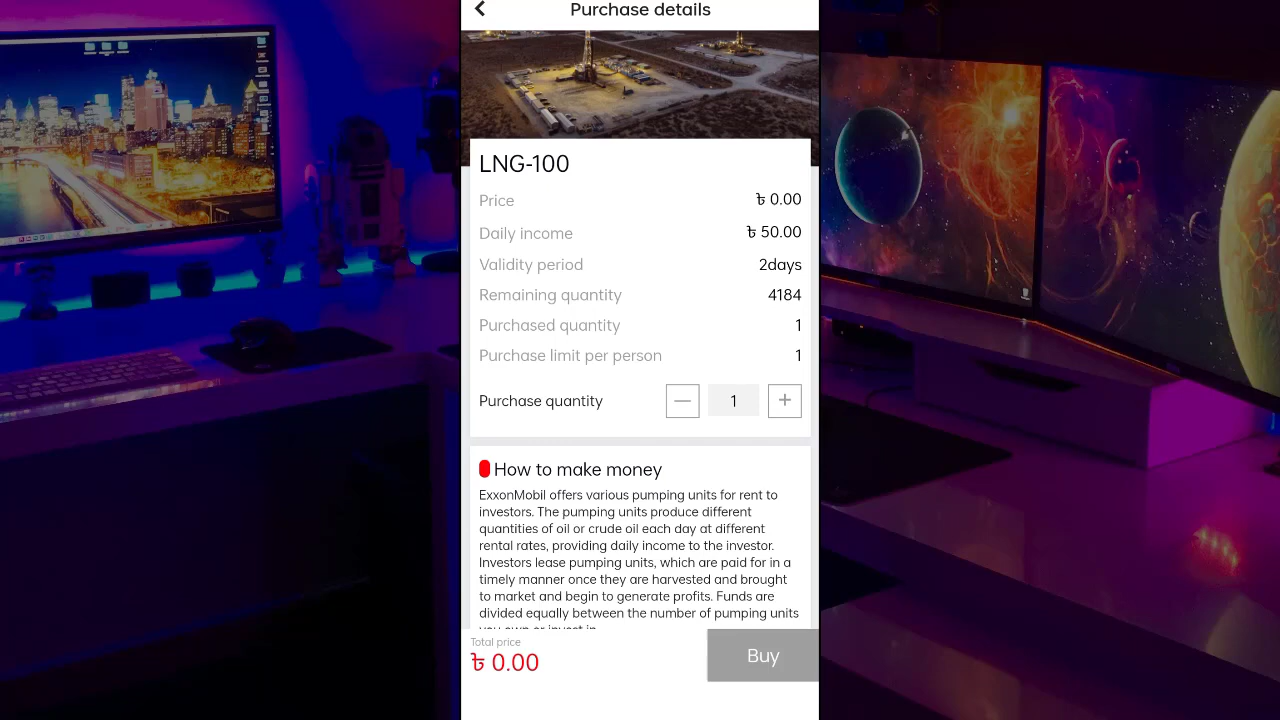 Purchase details
LNG-100
Price ৳ 0.00
Daily income ৳ 50.00
Validity period 2days
Remaining quantity 4184
Purchased quantity 1
Purchase limit per person 1
Purchase quantity — 1 +
How to make money
ExxonMobil offers various pumping units for rent to
investors. The pumping units produce different
quantities of oil or crude oil each day at different
rental rates, providing daily income to the investor.
Investors lease pumping units, which are paid for in a
timely manner once they are harvested and brought
to market and begin to generate profits. Funds are
divided equally between the number of pumping units
you own or invest in.
Total price
৳ 0.00
Buy